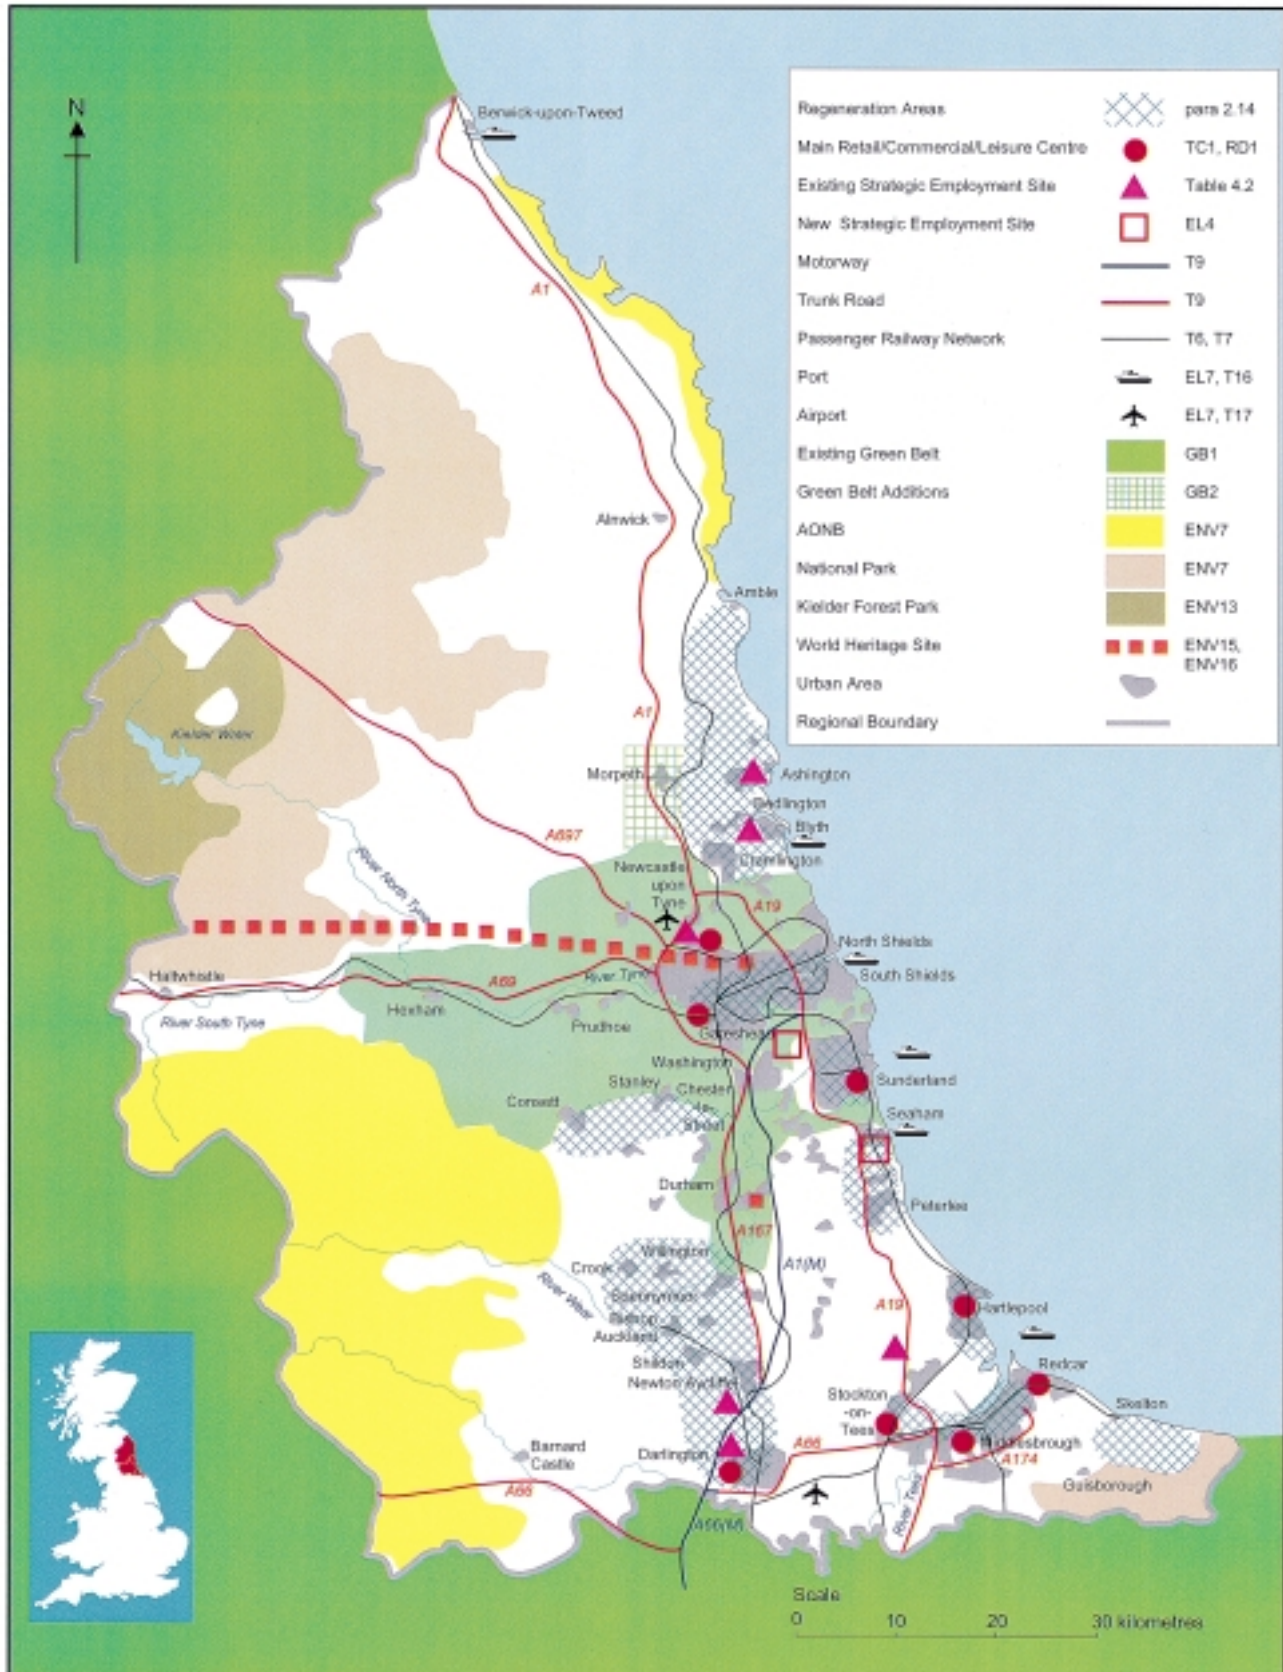 N
Berwick-upon-Tweed
Regeneration Areas para 2.14
Main Retail/Commercial/Leisure Centre TC1, RD1
Existing Strategic Employment Site Table 4.2
New Strategic Employment Site EL4
Motorway T9
Trunk Road T9
Passenger Railway Network T6, T7
Port EL7, T16
Airport EL7, T17
Existing Green Belt GB1
Green Belt Additions GB2
AONB ENV7
National Park ENV7
Kielder Forest Park ENV13
World Heritage Site ENV15,
ENV16
Urban Area
Regional Boundary
A1
Alnwick
Amble
A1
Kielder Water
Morpeth
Ashington
Bedlington
Blyth
A697
Cramlington
River North Tyne
Newcastle
upon
Tyne
A19
North Shields
South Shields
Haltwhistle
A69
River Tyne
Hexham
River South Tyne
Prudhoe
Gateshead
Washington
Stanley
Chester
-le-
Street
Sunderland
Consett
Seaham
Durham
Peterlee
A167
Willington
A1(M)
Crook
River Wear
Spennymoor
Bishop
Auckland
A19
Hartlepool
Shildon
Newton Aycliffe
Redcar
Stockton
-on-
Tees
Skelton
Barnard
Castle
Darlington
A66
Middlesbrough
A174
Guisborough
A66
River Tees
A66(M)
Scale
0 10 20 30 kilometres